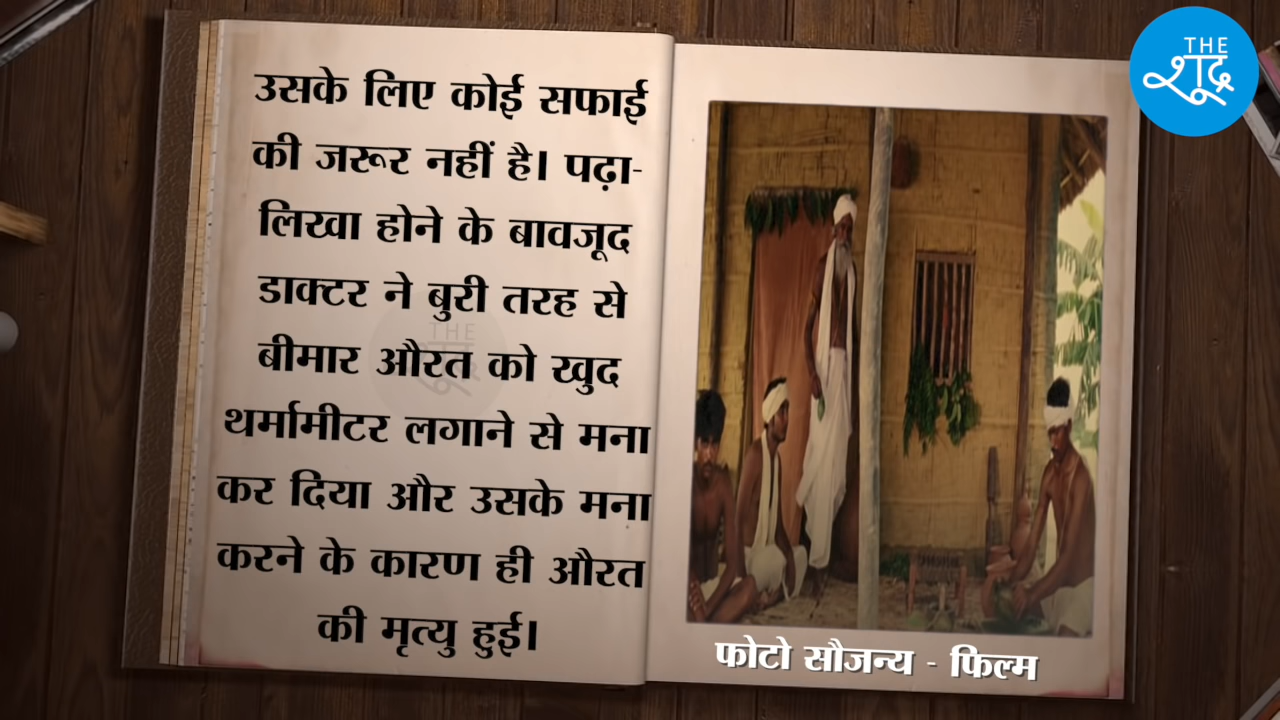 उसके लिए कोई सफाई
की जरूर नहीं है। पढ़ा-
लिखा होने के बावजूद
डाक्टर ने बुरी तरह से
बीमार औरत को खुद
थर्मामीटर लगाने से मना
कर दिया और उसके मना
करने के कारण ही औरत
की मृत्यु हुई।
THE
शूद्र
THE
शूद्र
फोटो सौजन्य - फिल्म